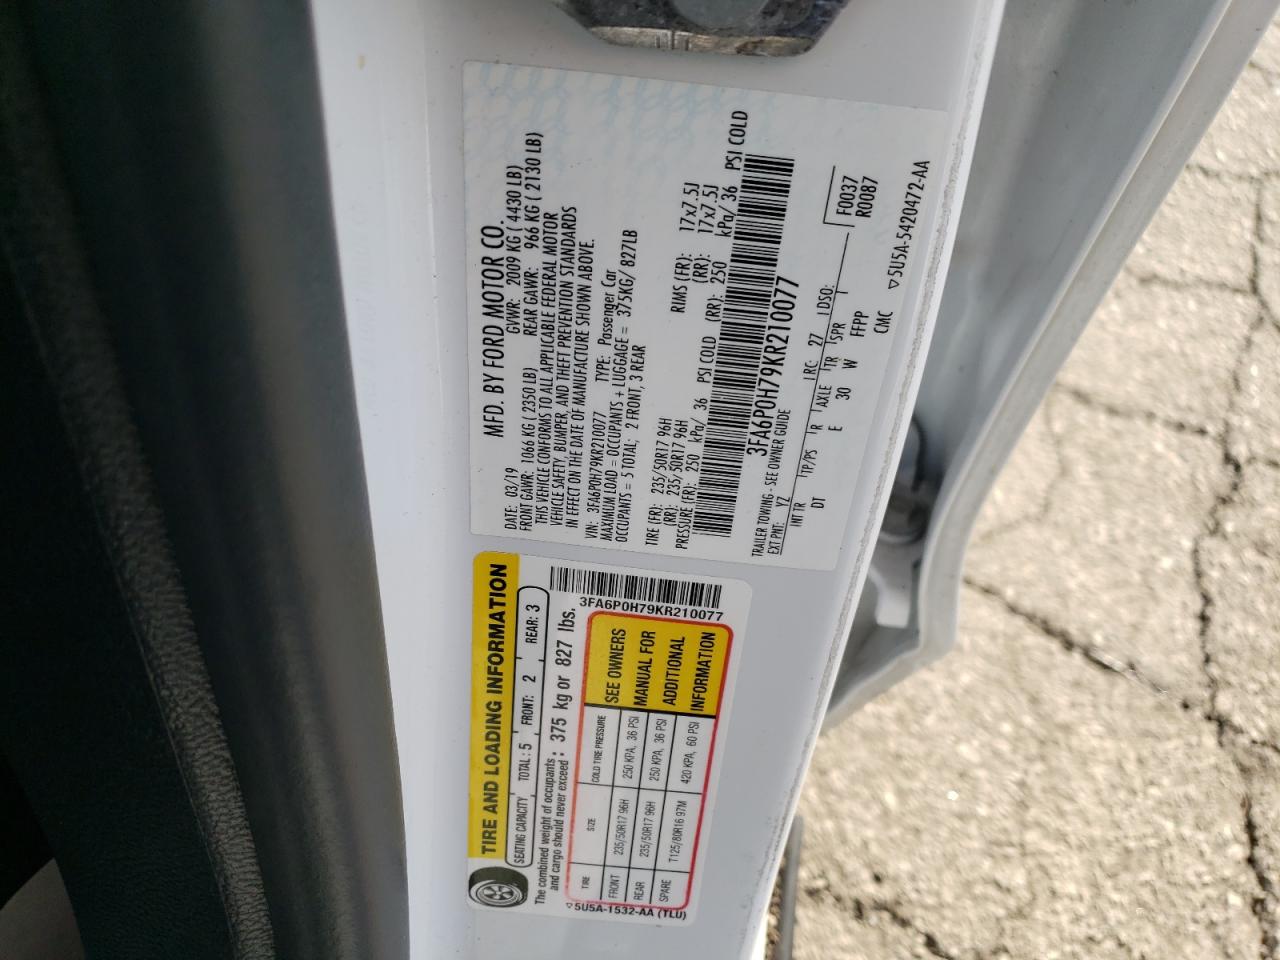 MFD. BY FORD MOTOR CO.
DATE: 03/19 GVWR: 2009 KG ( 4430 LB)
FRONT GAWR: 1066 KG ( 2350 LB) REAR GAWR: 966 KG ( 2130 LB)
THIS VEHICLE CONFORMS TO ALL APPLICABLE FEDERAL MOTOR
VEHICLE SAFETY, BUMPER, AND THEFT PREVENTION STANDARDS
IN EFFECT ON THE DATE OF MANUFACTURE SHOWN ABOVE.
VIN: 3FA6P0H79KR210077 TYPE: Passenger Car
MAXIMUM LOAD = OCCUPANTS + LUGGAGE = 375KG/ 827LB
OCCUPANTS = 5 TOTAL; 2 FRONT, 3 REAR
TIRE (FR): 235/50R17 96H RIMS (FR): 17x7.5J
(RR): 235/50R17 96H (RR): 17x7.5J
PRESSURE (FR): 250 kPa/ 36 PSI COLD (RR): 250 kPa/ 36 PSI COLD
3FA6P0H79KR210077
TRAILER TOWING - SEE OWNER GUIDE
EXT PNT: YZ RC: 27 DSO: F0037
INT TR TP/PS R AXLE TR SPR R0087
DT E 30 W FFPP
CMC
▽5U5A-5420472-AA
TIRE AND LOADING INFORMATION
SEATING CAPACITY TOTAL: 5 FRONT: 2 REAR: 3
The combined weight of occupants
and cargo should never exceed : 375 kg or 827 lbs.
3FA6P0H79KR210077
TIRE SIZE COLD TIRE PRESSURE
FRONT 235/50R17 96H 250 KPA, 36 PSI
REAR 235/50R17 96H 250 KPA, 36 PSI
SPARE T125/80R16 97M 420 KPA, 60 PSI
SEE OWNERS
MANUAL FOR
ADDITIONAL
INFORMATION
▽5U5A-1532-AA (TLU)